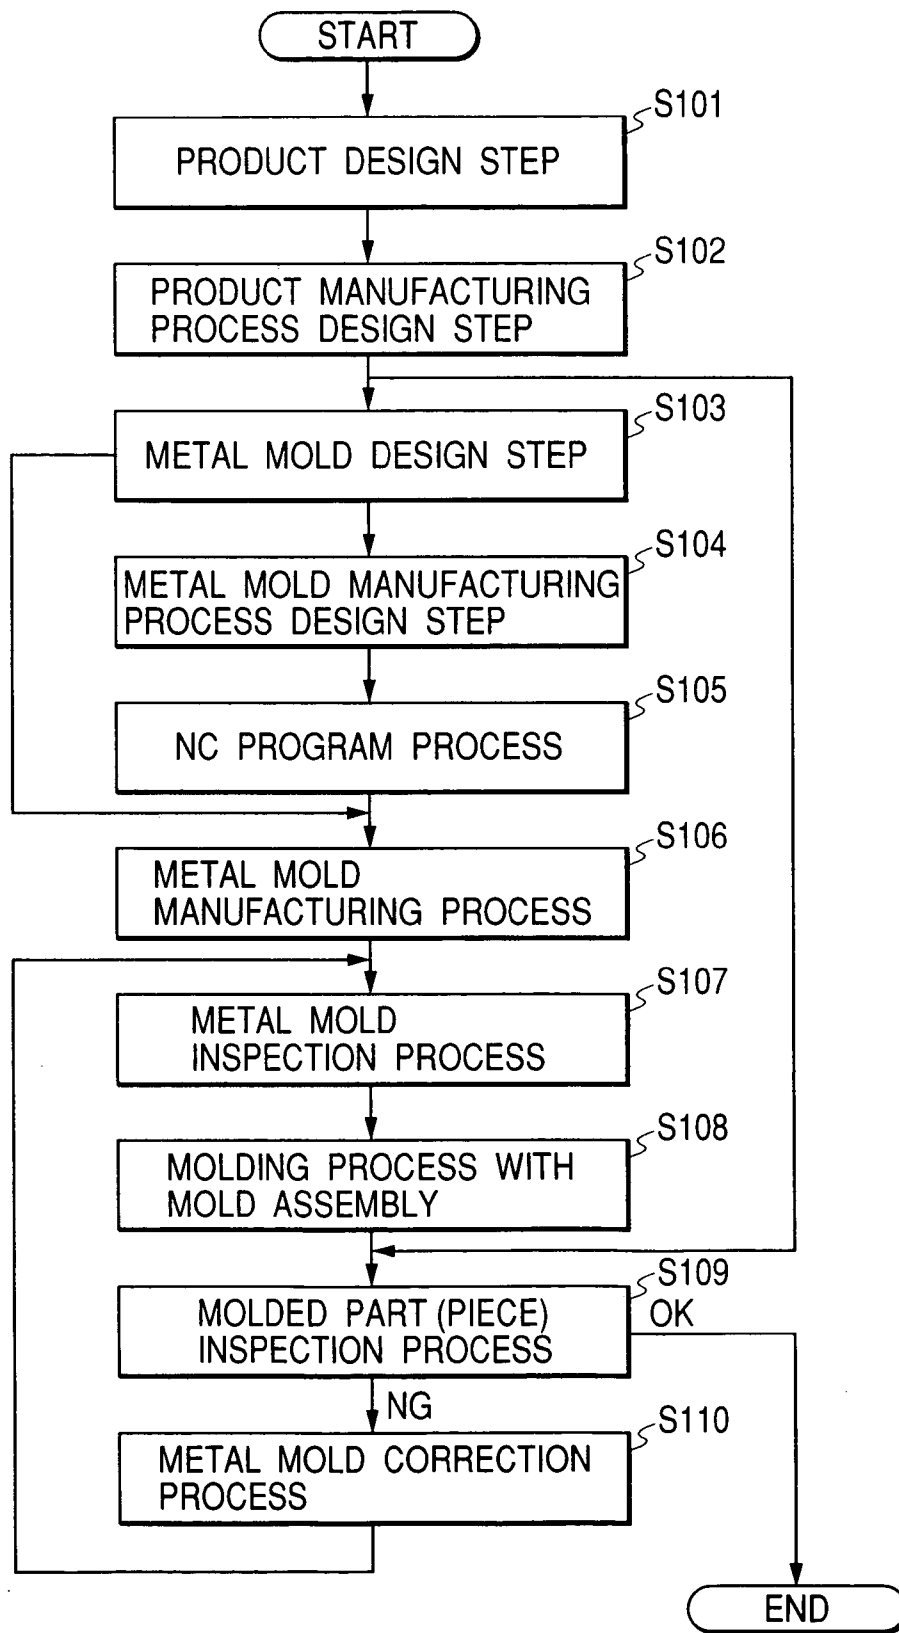 START
S101
PRODUCT DESIGN STEP
S102
PRODUCT MANUFACTURING
PROCESS DESIGN STEP
S103
METAL MOLD DESIGN STEP
S104
METAL MOLD MANUFACTURING
PROCESS DESIGN STEP
S105
NC PROGRAM PROCESS
S106
METAL MOLD
MANUFACTURING PROCESS
S107
METAL MOLD
INSPECTION PROCESS
S108
MOLDING PROCESS WITH
MOLD ASSEMBLY
S109
MOLDED PART (PIECE)
INSPECTION PROCESS
OK
NG
S110
METAL MOLD CORRECTION
PROCESS
END